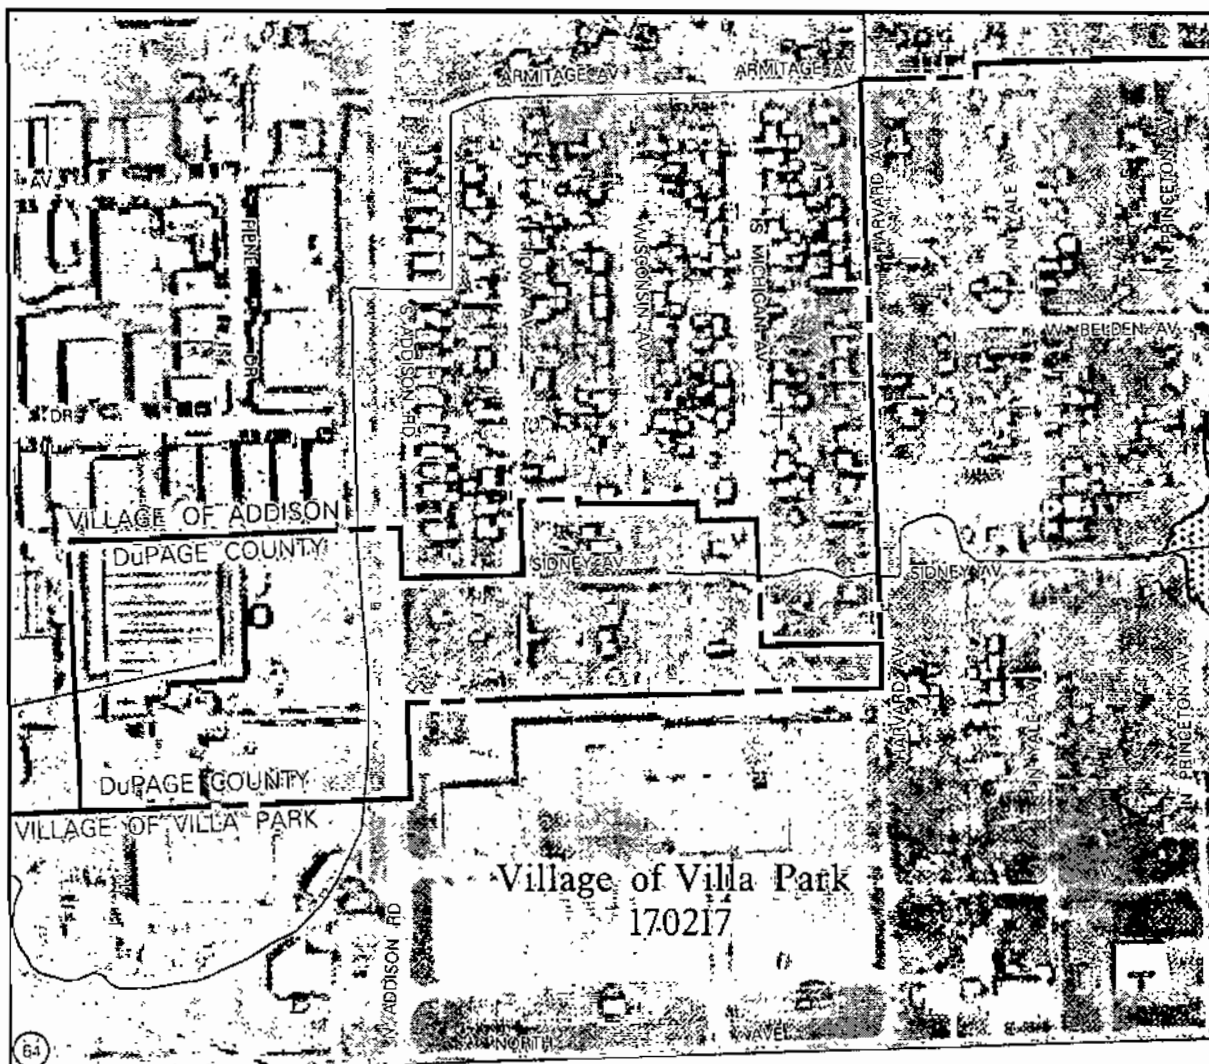 ARMITAGE AV
ARMITAGE AV
AV
FIENE DR
S ADDISON RD
IOWA AV
WISCONSIN AV
S MICHIGAN AV
HARVARD AV
N YALE AV
N PRINCETON AV
W BELDEN AV
DR
VILLAGE OF ADDISON
DuPAGE COUNTY
SIDNEY AV
SIDNEY AV
HARVARD AV
N YALE AV
N PRINCETON AV
DuPAGE COUNTY
VILLAGE OF VILLA PARK
Village of Villa Park
170217
N ADDISON RD
64
NORTH
AVE